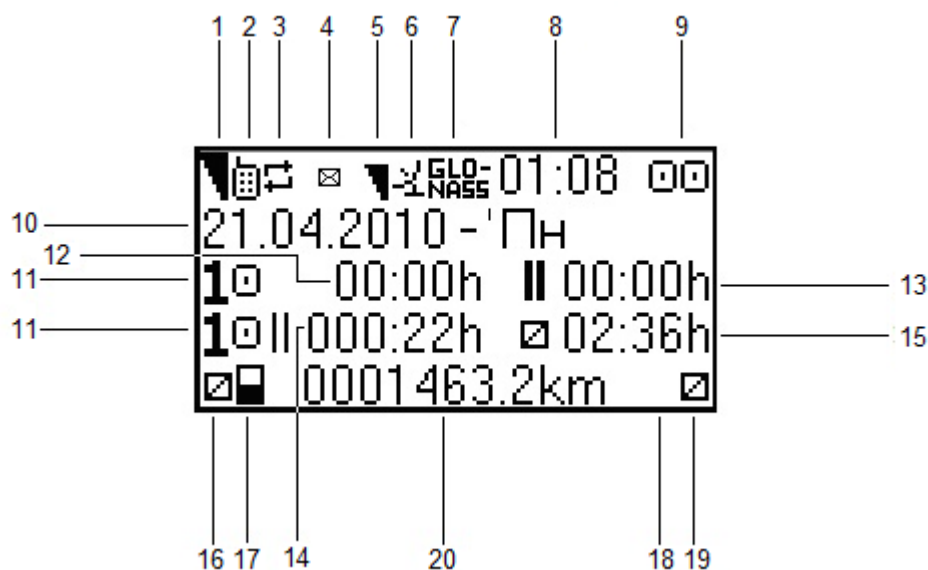 1 2 3 4 5 6 7 8 9
GLO-
NASS 01:08
10 21.04.2010 - 'Пн
12
11 1 00:00h 00:00h 13
11 1 000:22h 02:36h 15
0001463.2km
16 17 14 20 18 19